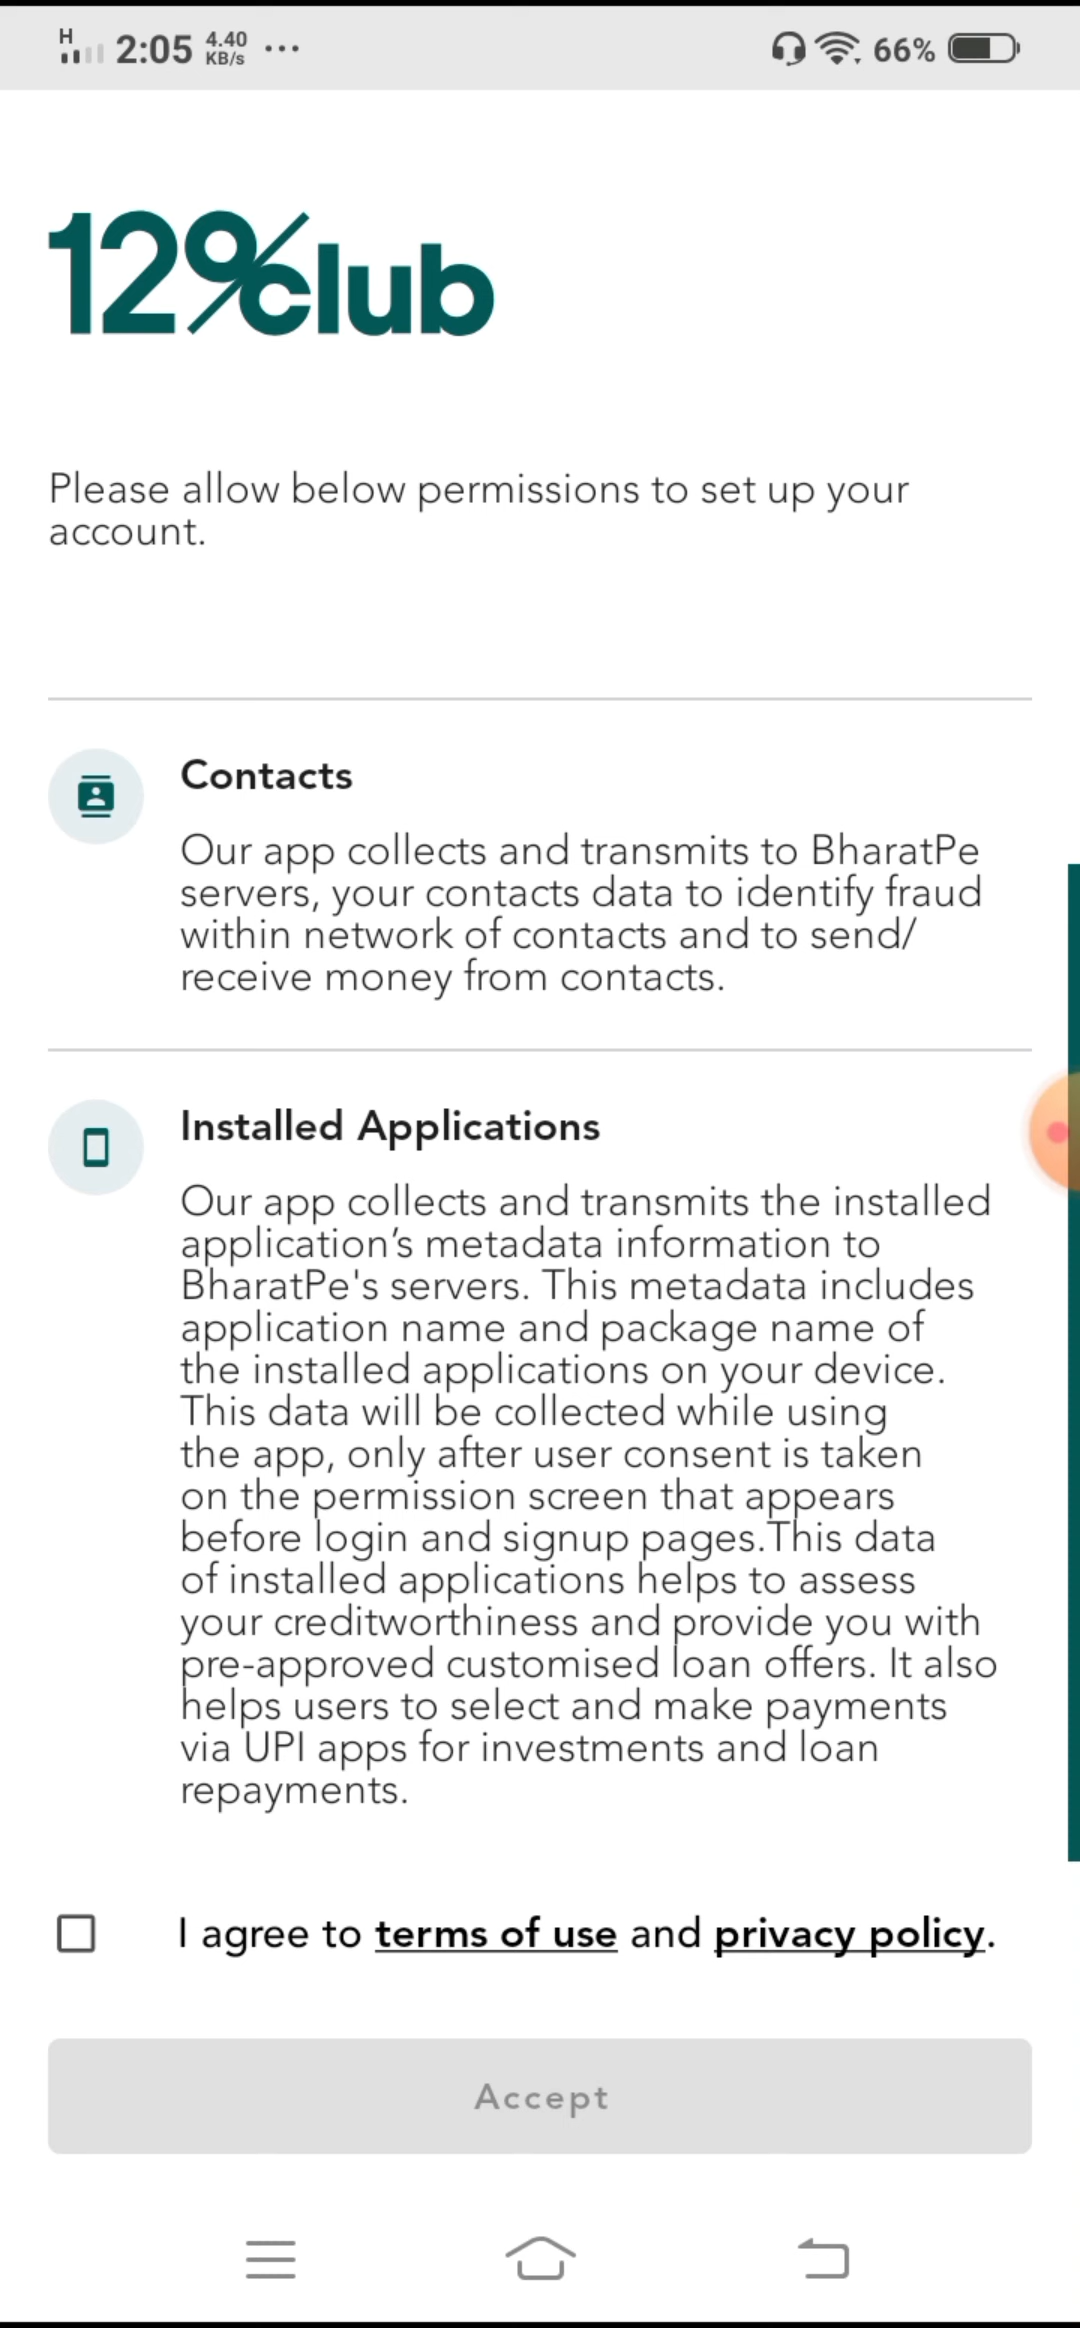 H 2:05 4.40 KB/s ... 66%
12%club
Please allow below permissions to set up your
account.
Contacts
Our app collects and transmits to BharatPe
servers, your contacts data to identify fraud
within network of contacts and to send/
receive money from contacts.
Installed Applications
Our app collects and transmits the installed
application’s metadata information to
BharatPe's servers. This metadata includes
application name and package name of
the installed applications on your device.
This data will be collected while using
the app, only after user consent is taken
on the permission screen that appears
before login and signup pages.This data
of installed applications helps to assess
your creditworthiness and provide you with
pre-approved customised loan offers. It also
helps users to select and make payments
via UPI apps for investments and loan
repayments.
I agree to terms of use and privacy policy.
Accept